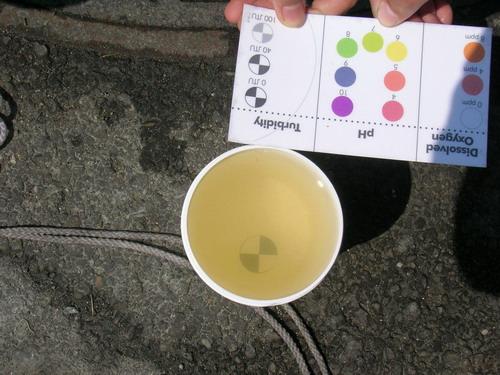 Dissolved
Oxygen
0 ppm
4 ppm
8 ppm
pH
4
5
6
7
8
9
10
Turbidity
0 JTU
40 JTU
100 JTU